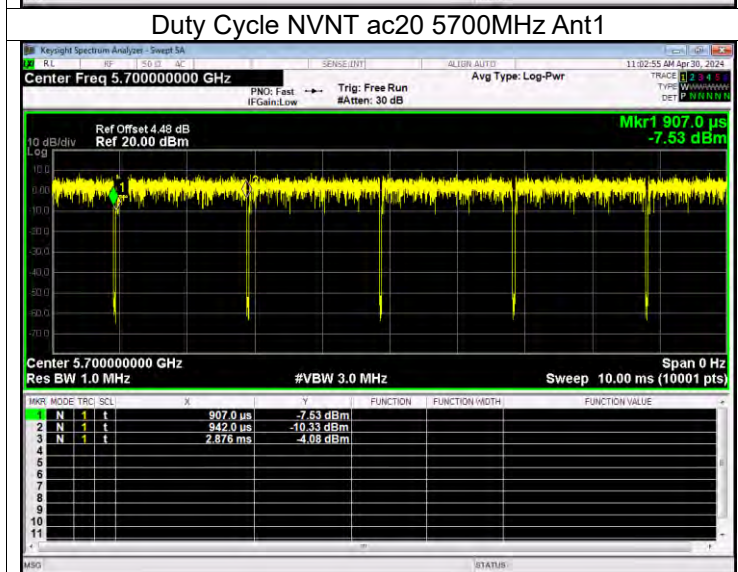 Duty Cycle NVNT ac20 5700MHz Ant1
Keysight Spectrum Analyzer - Swept SA
RL RF 50 Ω AC SENSE:INT ALIGN AUTO 11:02:55 AM Apr 30, 2024
Center Freq 5.700000000 GHz Avg Type: Log-Pwr TRACE 1 2 3 4 5 6
PNO: Fast Trig: Free Run TYPE WWWWWW
IFGain:Low #Atten: 30 dB DET P NNNNN
Mkr1 907.0 µs
Ref Offset 4.48 dB
10 dB/div Ref 20.00 dBm -7.53 dBm
Log
10.0
0.00
-10.0
-20.0
-30.0
-40.0
-50.0
-60.0
-70.0
Center 5.700000000 GHz Span 0 Hz
Res BW 1.0 MHz #VBW 3.0 MHz Sweep 10.00 ms (10001 pts)
MKR MODE TRC SCL X Y FUNCTION FUNCTION WIDTH FUNCTION VALUE
1 N 1 t 907.0 µs -7.53 dBm
2 N 1 t 942.0 µs -10.33 dBm
3 N 1 t 2.876 ms -4.08 dBm
4
5
6
7
8
9
10
11
MSG STATUS